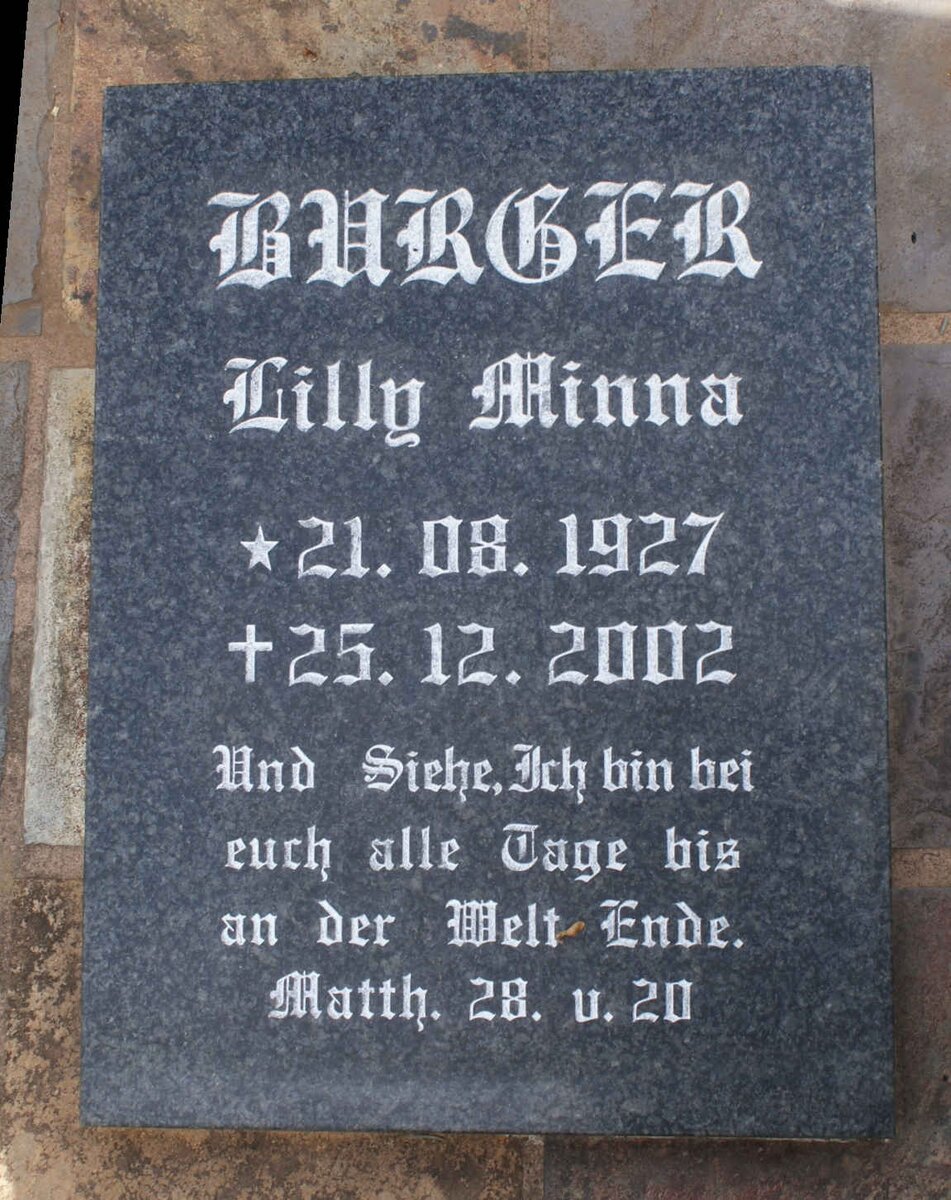 BURGER
Lilly Minna
★ 21. 08. 1927
✝ 25. 12. 2002
Und Siehe, Ich bin bei
euch alle Tage bis
an der Welt Ende.
Matth. 28. v. 20